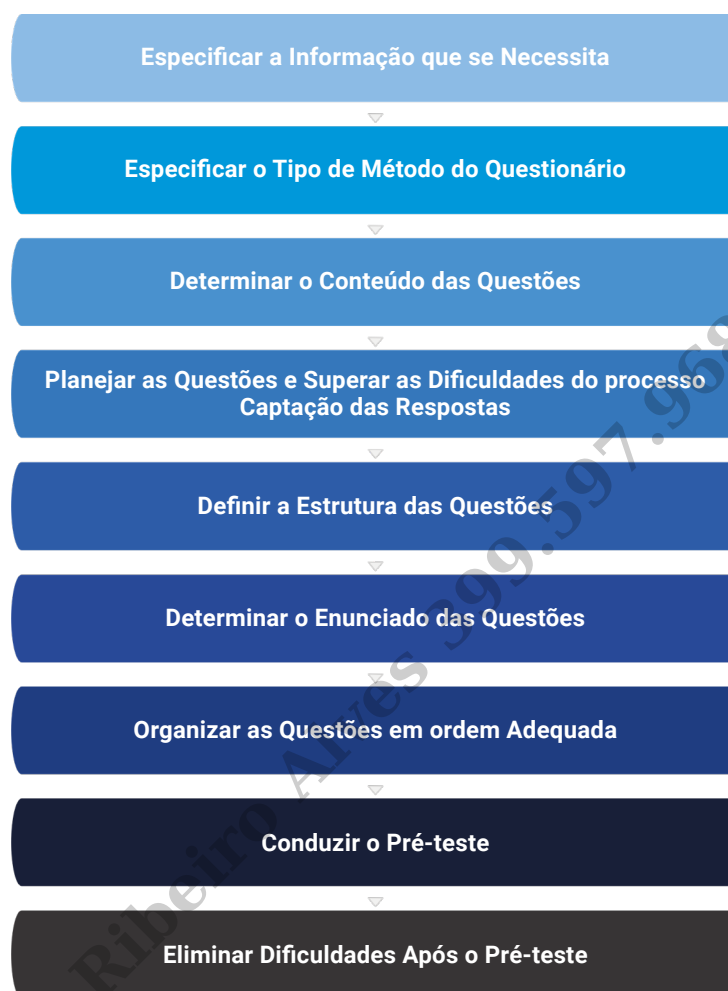 Especificar a Informação que se Necessita
Especificar o Tipo de Método do Questionário
Determinar o Conteúdo das Questões
Planejar as Questões e Superar as Dificuldades do processo
Captação das Respostas
Definir a Estrutura das Questões
Determinar o Enunciado das Questões
Organizar as Questões em ordem Adequada
Conduzir o Pré-teste
Eliminar Dificuldades Após o Pré-teste
Ribeiro Alves 399.597.968